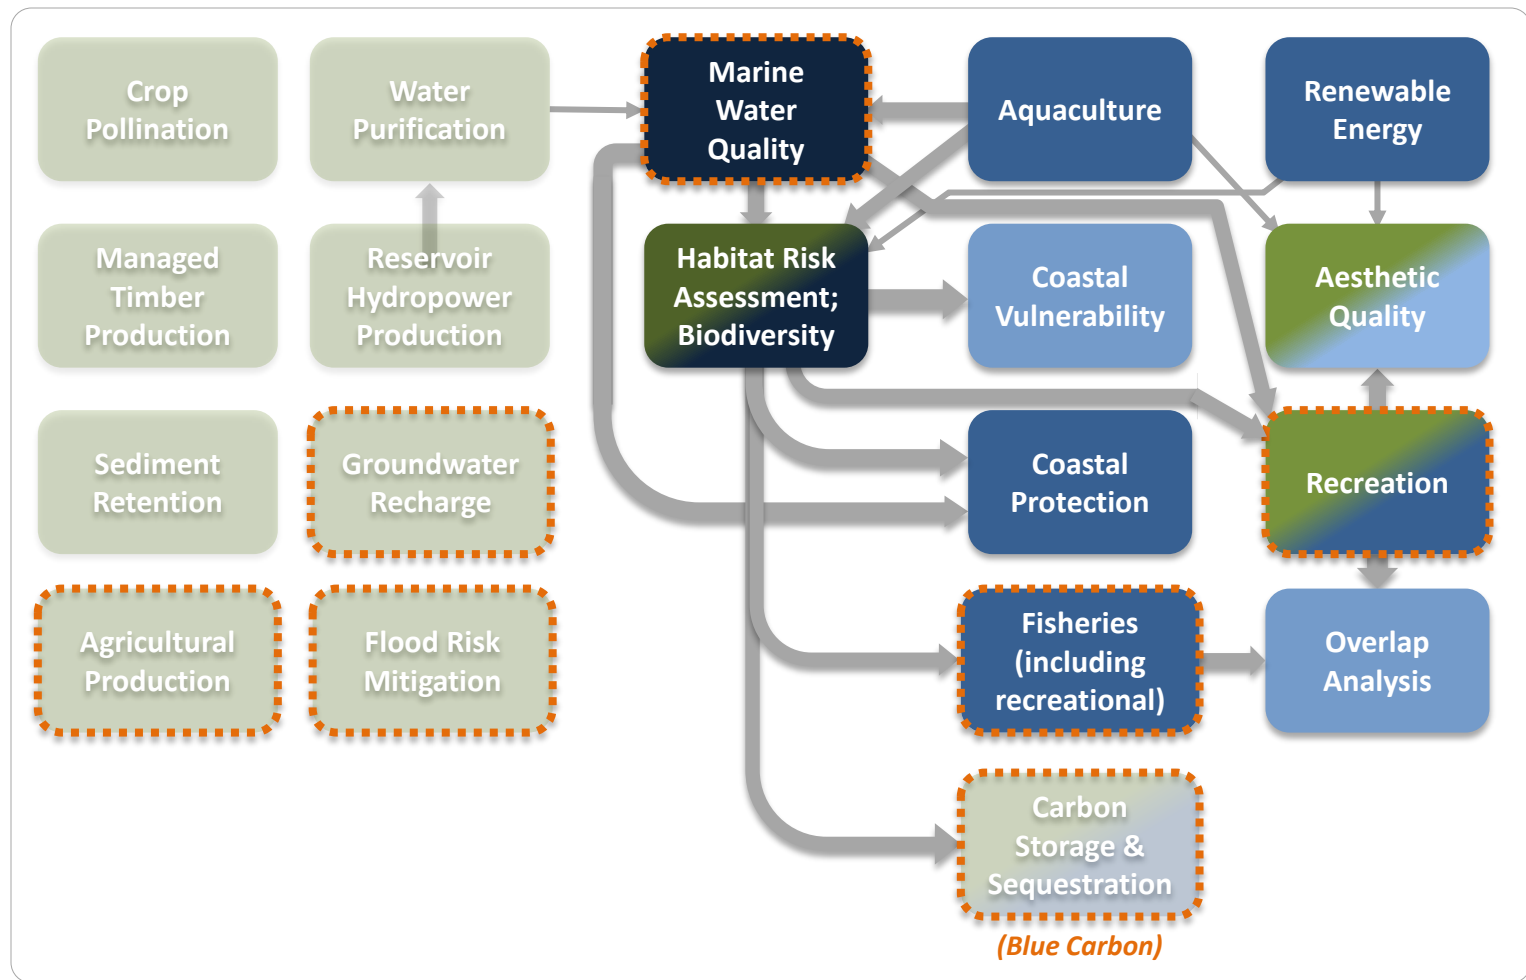 Crop
Pollination
Water
Purification
Marine
Water
Quality
Aquaculture
Renewable
Energy
Managed
Timber
Production
Reservoir
Hydropower
Production
Habitat Risk
Assessment;
Biodiversity
Coastal
Vulnerability
Aesthetic
Quality
Sediment
Retention
Groundwater
Recharge
Coastal
Protection
Recreation
Agricultural
Production
Flood Risk
Mitigation
Fisheries
(including
recreational)
Overlap
Analysis
Carbon
Storage &
Sequestration
(Blue Carbon)